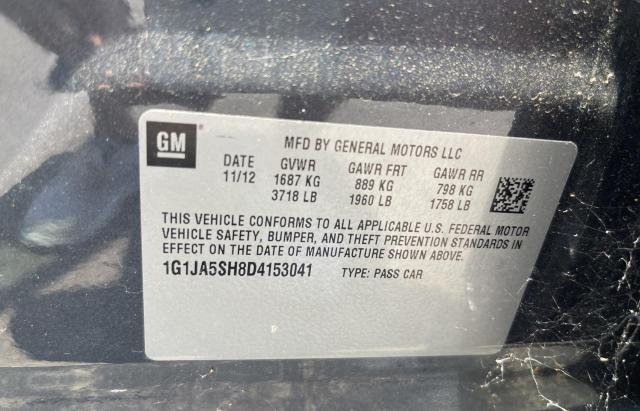 GM
MFD BY GENERAL MOTORS LLC
DATE GVWR GAWR FRT GAWR RR
11/12 1687 KG 889 KG 798 KG
3718 LB 1960 LB 1758 LB
THIS VEHICLE CONFORMS TO ALL APPLICABLE U.S. FEDERAL MOTOR
VEHICLE SAFETY, BUMPER, AND THEFT PREVENTION STANDARDS IN
EFFECT ON THE DATE OF MANUFACTURE SHOWN ABOVE.
1G1JA5SH8D4153041 TYPE: PASS CAR